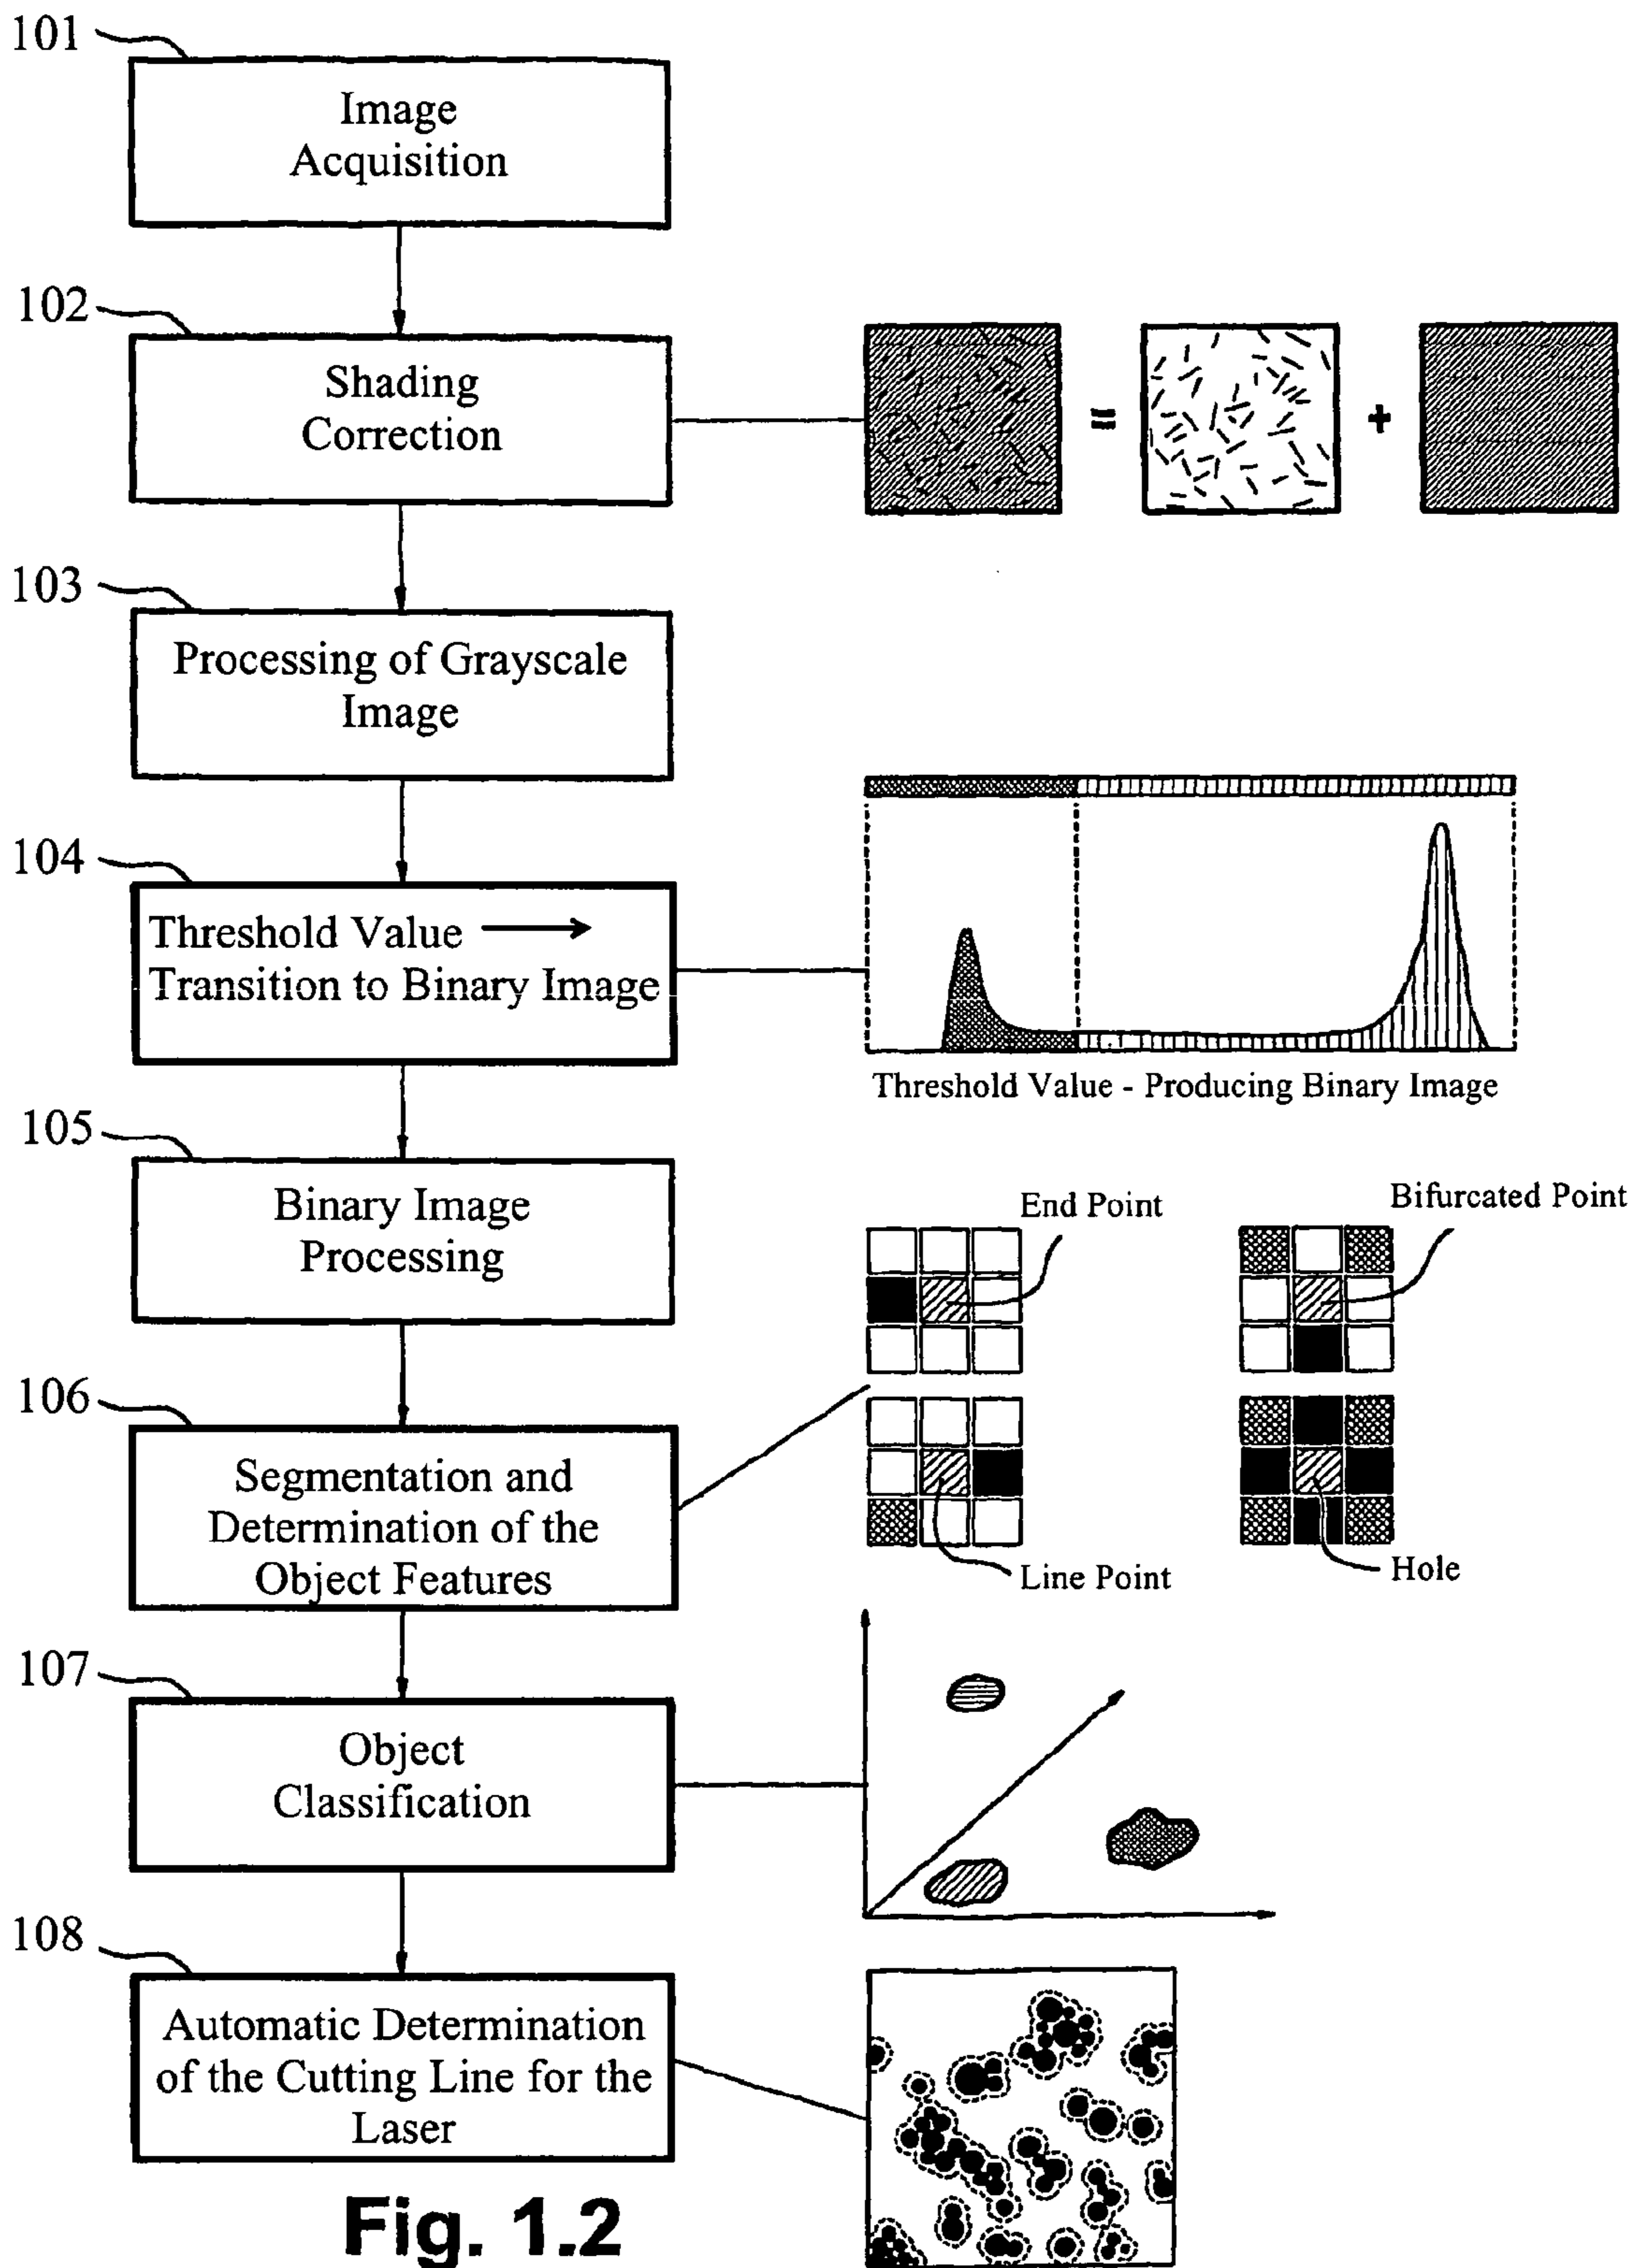 101
Image
Acquisition
102
Shading
Correction
=
+
103
Processing of Grayscale
Image
104
Threshold Value →
Transition to Binary Image
Threshold Value - Producing Binary Image
105
Binary Image
Processing
End Point
Bifurcated Point
106
Segmentation and
Determination of the
Object Features
Line Point
Hole
107
Object
Classification
108
Automatic Determination
of the Cutting Line for the
Laser
Fig. 1.2